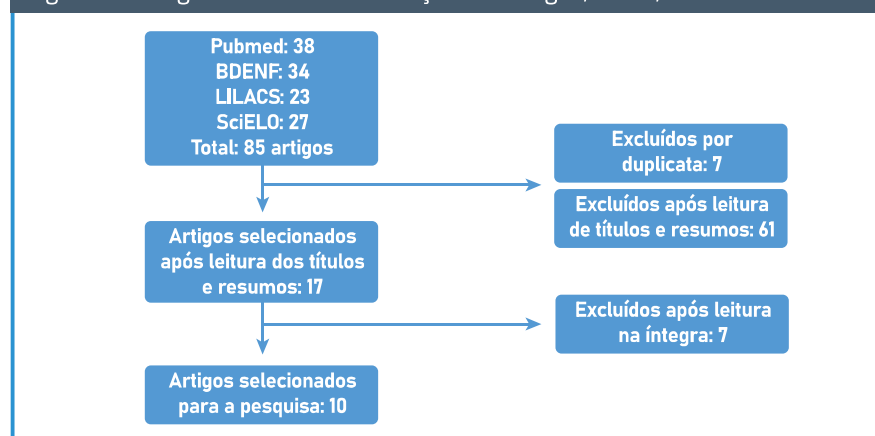 Pubmed: 38
BDENF: 34
LILACS: 23
SciELO: 27
Total: 85 artigos
Excluídos por
duplicata: 7
Excluídos após leitura
de títulos e resumos: 61
Artigos selecionados
após leitura dos títulos
e resumos: 17
Excluídos após leitura
na íntegra: 7
Artigos selecionados
para a pesquisa: 10